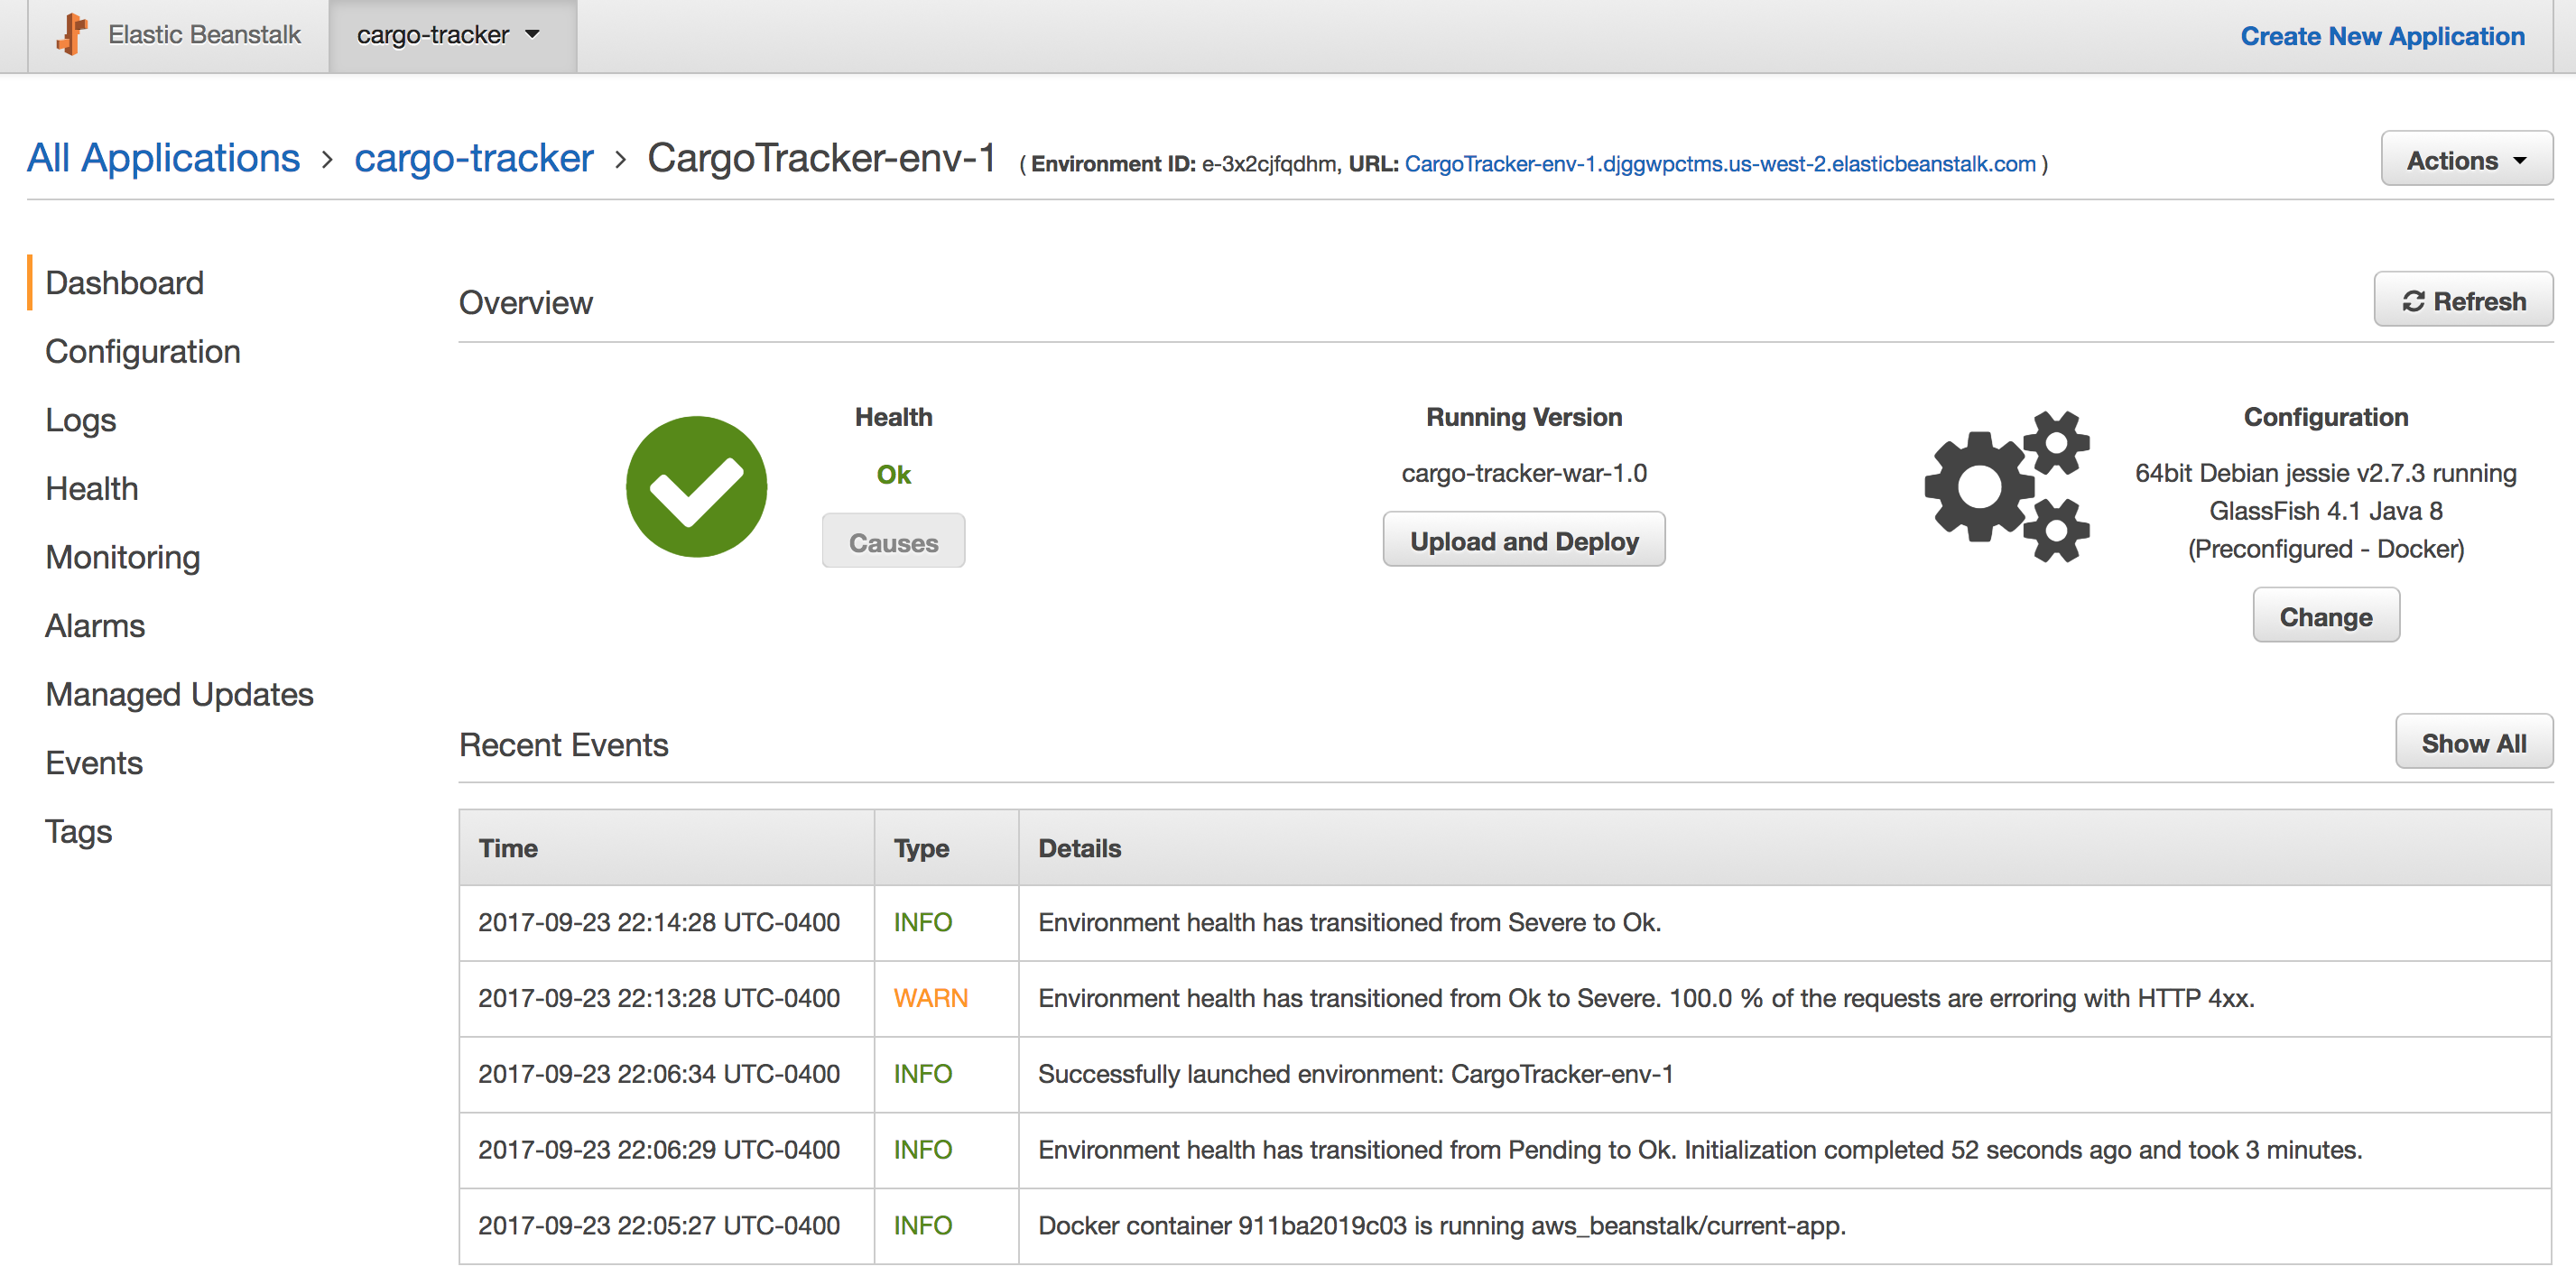 Elastic Beanstalk cargo-tracker Create New Application
All Applications › cargo-tracker › CargoTracker-env-1 ( Environment ID: e-3x2cjfqdhm, URL: CargoTracker-env-1.djggwpctms.us-west-2.elasticbeanstalk.com )
Actions
Dashboard
Configuration
Logs
Health
Monitoring
Alarms
Managed Updates
Events
Tags
Overview
Refresh
Health
Ok
Causes
Running Version
cargo-tracker-war-1.0
Upload and Deploy
Configuration
64bit Debian jessie v2.7.3 running
GlassFish 4.1 Java 8
(Preconfigured - Docker)
Change
Recent Events
Show All
Time Type Details
2017-09-23 22:14:28 UTC-0400 INFO Environment health has transitioned from Severe to Ok.
2017-09-23 22:13:28 UTC-0400 WARN Environment health has transitioned from Ok to Severe. 100.0 % of the requests are erroring with HTTP 4xx.
2017-09-23 22:06:34 UTC-0400 INFO Successfully launched environment: CargoTracker-env-1
2017-09-23 22:06:29 UTC-0400 INFO Environment health has transitioned from Pending to Ok. Initialization completed 52 seconds ago and took 3 minutes.
2017-09-23 22:05:27 UTC-0400 INFO Docker container 911ba2019c03 is running aws_beanstalk/current-app.